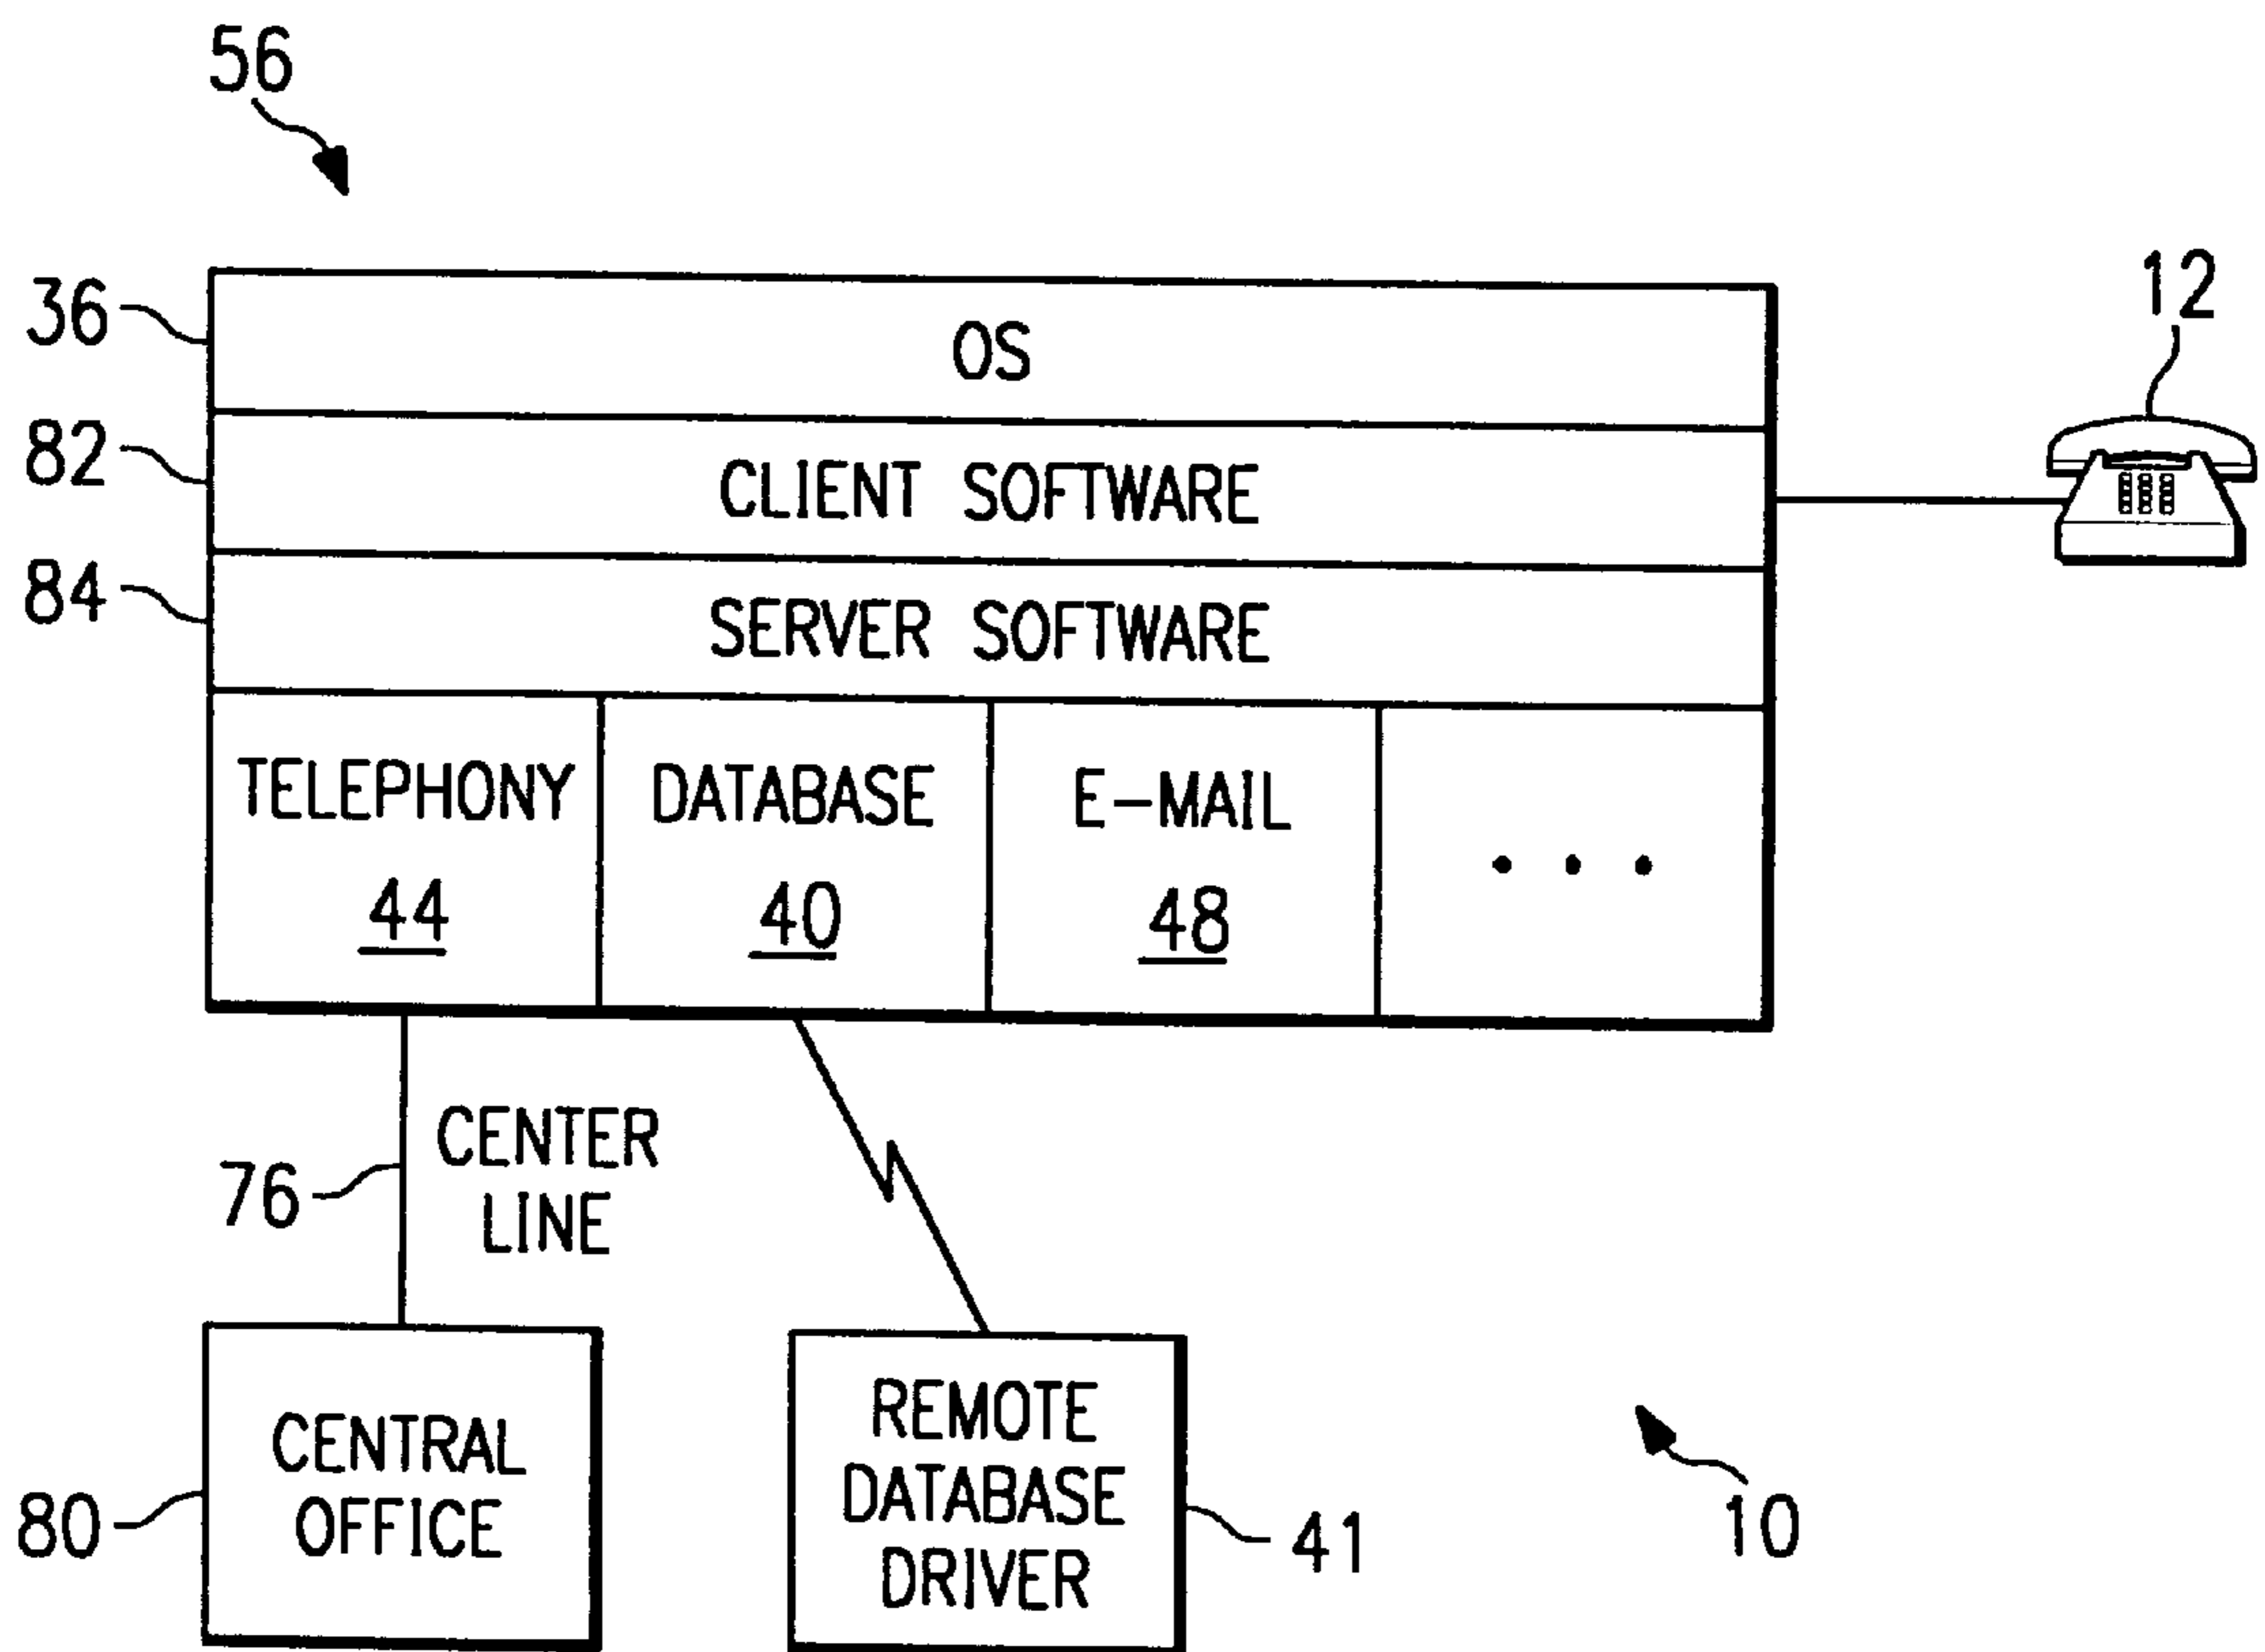 56
36
OS
12
82
CLIENT SOFTWARE
84
SERVER SOFTWARE
TELEPHONY
44
DATABASE
40
E-MAIL
48
• • •
76
CENTER
LINE
80
CENTRAL
OFFICE
REMOTE
DATABASE
DRIVER
41
10